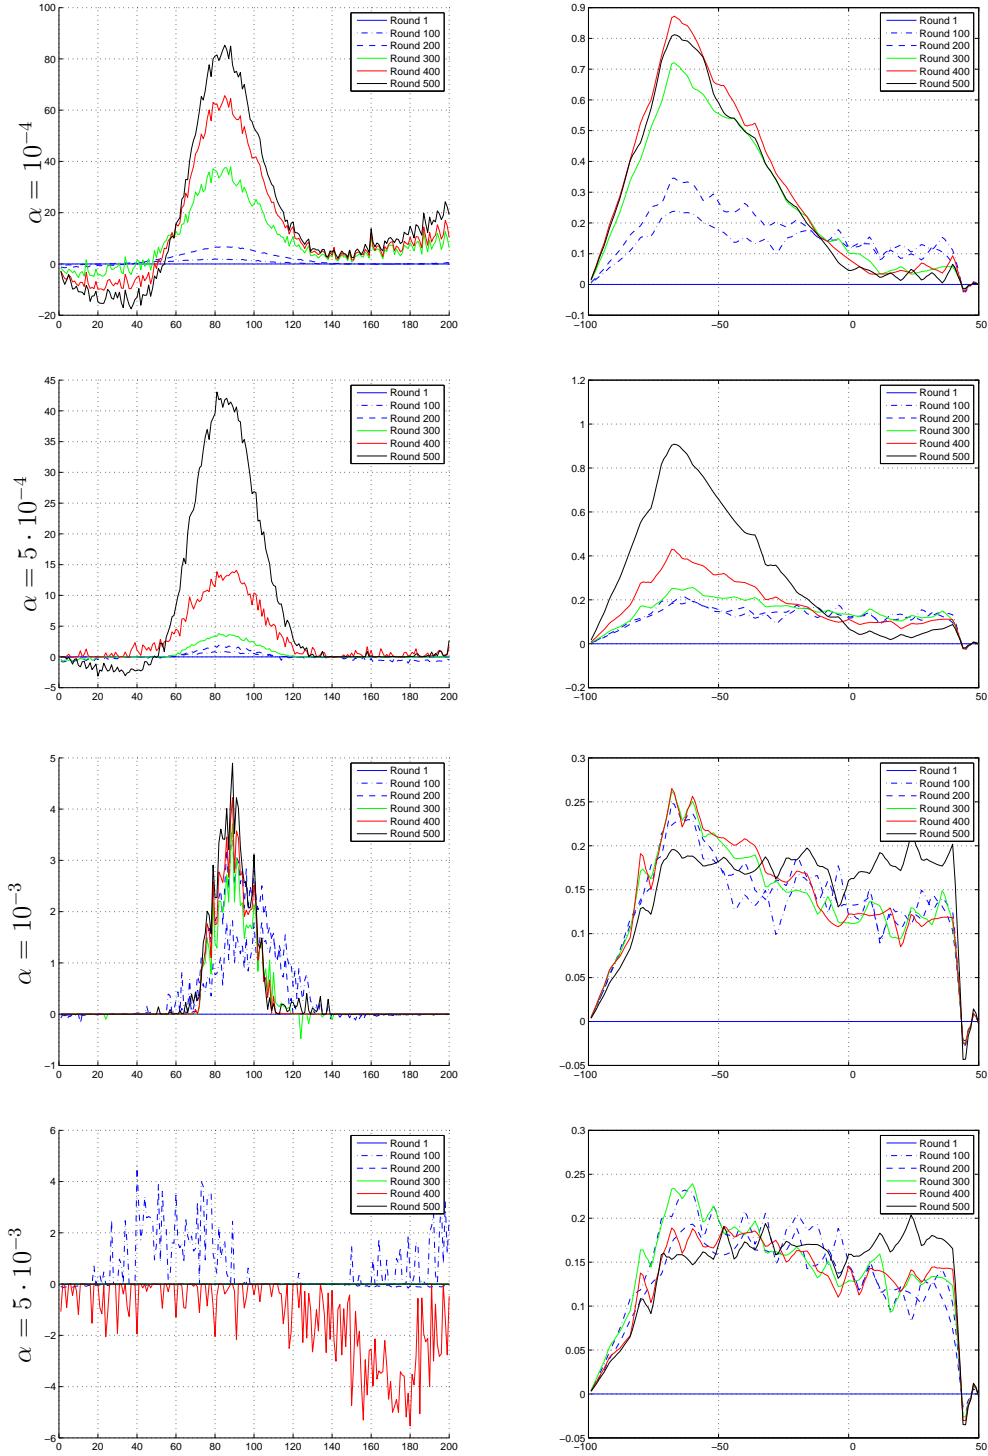 α = 10⁻⁴
100
80
60
40
20
0
−20
0 20 40 60 80 100 120 140 160 180 200
Round 1
Round 100
Round 200
Round 300
Round 400
Round 500
0.9
0.8
0.7
0.6
0.5
0.4
0.3
0.2
0.1
0
−0.1
−100 −50 0 50
Round 1
Round 100
Round 200
Round 300
Round 400
Round 500
α = 5 · 10⁻⁴
45
40
35
30
25
20
15
10
5
0
−5
0 20 40 60 80 100 120 140 160 180 200
Round 1
Round 100
Round 200
Round 300
Round 400
Round 500
1.2
1
0.8
0.6
0.4
0.2
0
−0.2
−100 −50 0 50
Round 1
Round 100
Round 200
Round 300
Round 400
Round 500
α = 10⁻³
5
4
3
2
1
0
−1
0 20 40 60 80 100 120 140 160 180 200
Round 1
Round 100
Round 200
Round 300
Round 400
Round 500
0.3
0.25
0.2
0.15
0.1
0.05
0
−0.05
−100 −50 0 50
Round 1
Round 100
Round 200
Round 300
Round 400
Round 500
α = 5 · 10⁻³
6
4
2
0
−2
−4
−6
0 20 40 60 80 100 120 140 160 180 200
Round 1
Round 100
Round 200
Round 300
Round 400
Round 500
0.3
0.25
0.2
0.15
0.1
0.05
0
−0.05
−100 −50 0 50
Round 1
Round 100
Round 200
Round 300
Round 400
Round 500